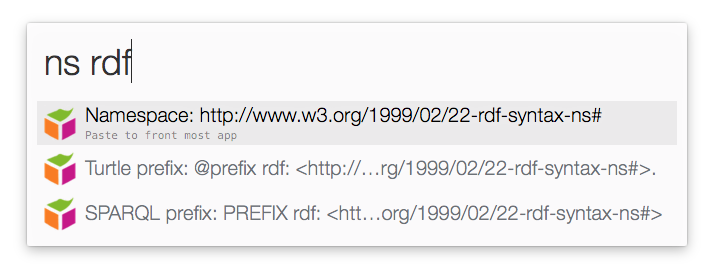 ns rdf
Namespace: http://www.w3.org/1999/02/22-rdf-syntax-ns#
Paste to front most app
Turtle prefix: @prefix rdf: <http://…rg/1999/02/22-rdf-syntax-ns#>.
SPARQL prefix: PREFIX rdf: <htt…org/1999/02/22-rdf-syntax-ns#>